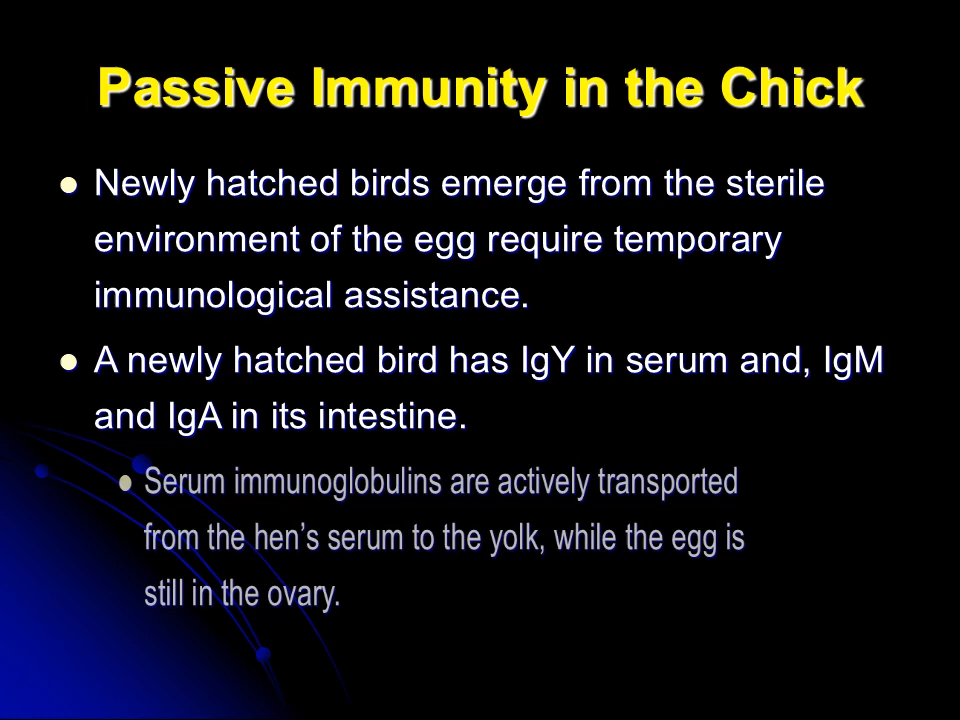 Passive Immunity in the Chick
● Newly hatched birds emerge from the sterile
environment of the egg require temporary
immunological assistance.
● A newly hatched bird has IgY in serum and, IgM
and IgA in its intestine.
● Serum immunoglobulins are actively transported
from the hen’s serum to the yolk, while the egg is
still in the ovary.